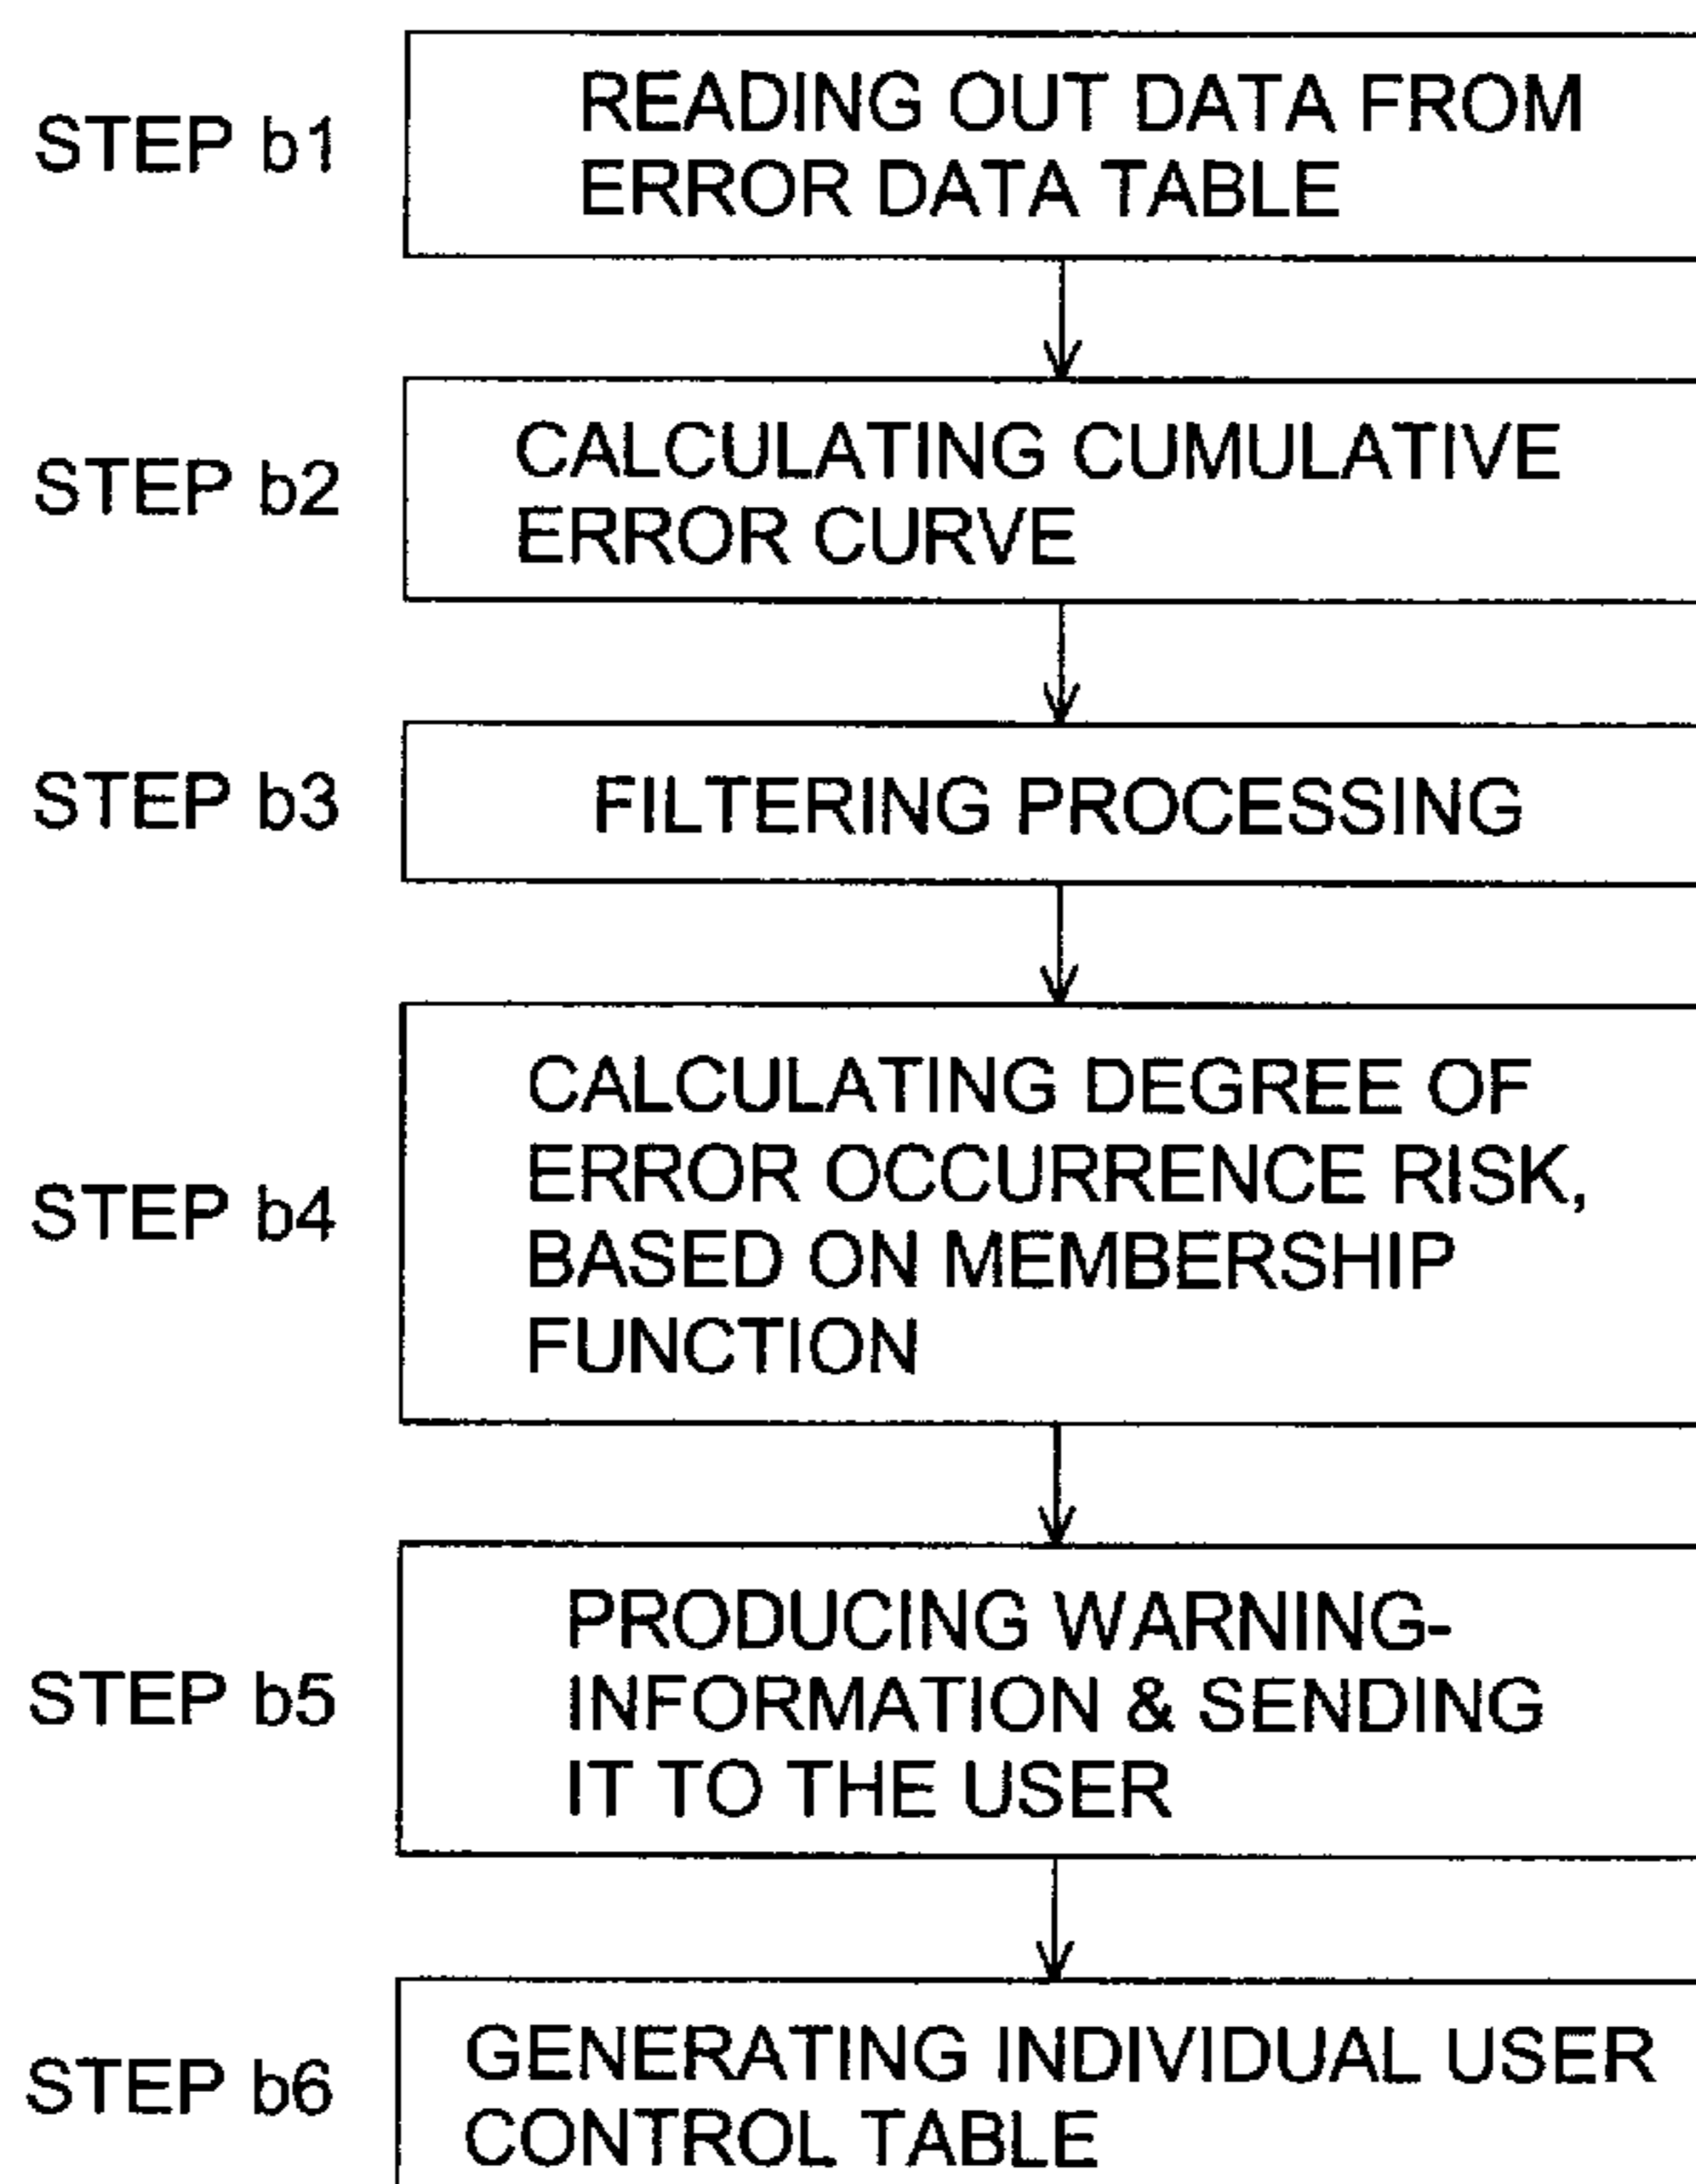 STEP b1
READING OUT DATA FROM
ERROR DATA TABLE
STEP b2
CALCULATING CUMULATIVE
ERROR CURVE
STEP b3
FILTERING PROCESSING
STEP b4
CALCULATING DEGREE OF
ERROR OCCURRENCE RISK,
BASED ON MEMBERSHIP
FUNCTION
STEP b5
PRODUCING WARNING-
INFORMATION & SENDING
IT TO THE USER
STEP b6
GENERATING INDIVIDUAL USER
CONTROL TABLE